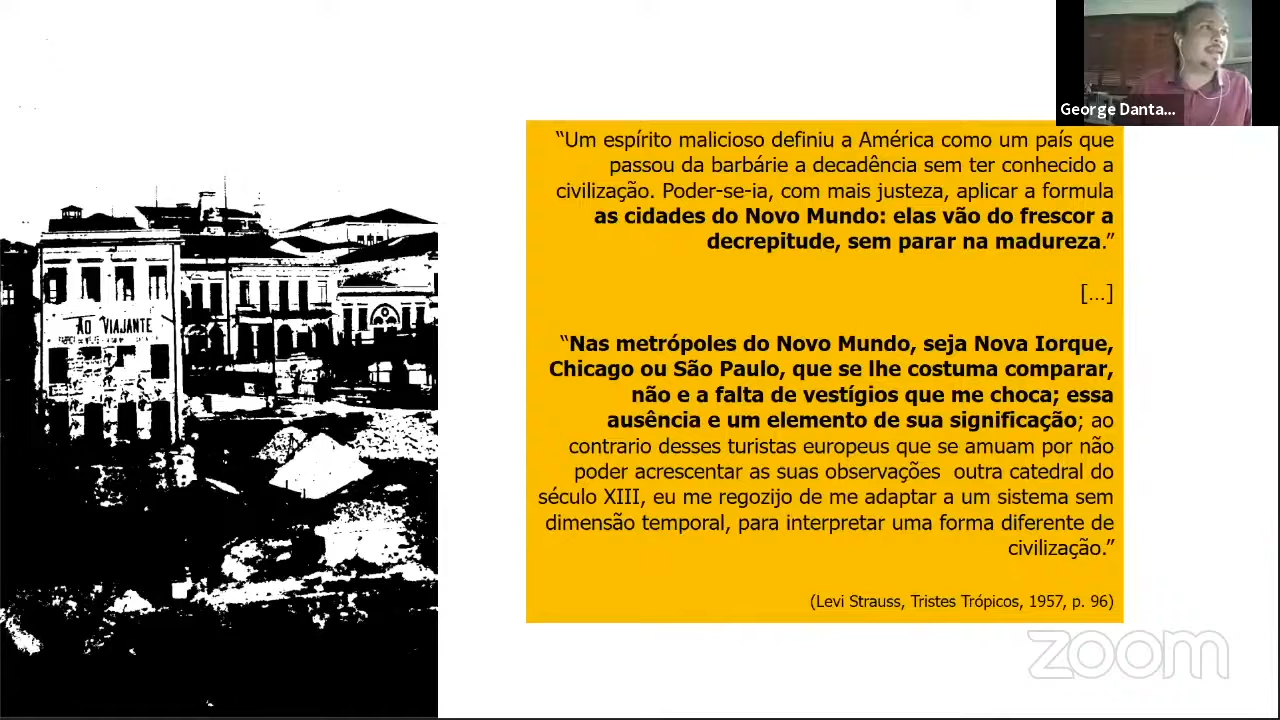 George Danta...
“Um espírito malicioso definiu a América como um país que
passou da barbárie a decadência sem ter conhecido a
civilização. Poder-se-ia, com mais justeza, aplicar a formula
as cidades do Novo Mundo: elas vão do frescor a
decrepitude, sem parar na madureza.”
[...]
“Nas metrópoles do Novo Mundo, seja Nova Iorque,
Chicago ou São Paulo, que se lhe costuma comparar,
não e a falta de vestígios que me choca; essa
ausência e um elemento de sua significação; ao
contrario desses turistas europeus que se amuam por não
poder acrescentar as suas observações outra catedral do
século XIII, eu me regozijo de me adaptar a um sistema sem
dimensão temporal, para interpretar uma forma diferente de
civilização.”
(Levi Strauss, Tristes Trópicos, 1957, p. 96)
AO VIAJANTE
zoom